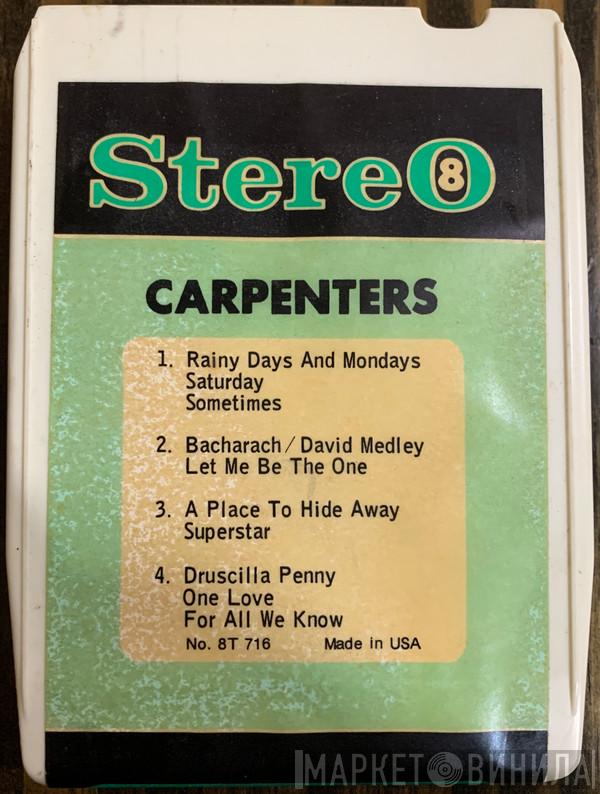 Stereo 8
CARPENTERS
1. Rainy Days And Mondays
Saturday
Sometimes
2. Bacharach / David Medley
Let Me Be The One
3. A Place To Hide Away
Superstar
4. Druscilla Penny
One Love
For All We Know
No. 8T 716 Made in USA
МАРКЕТ ВИНИЛА